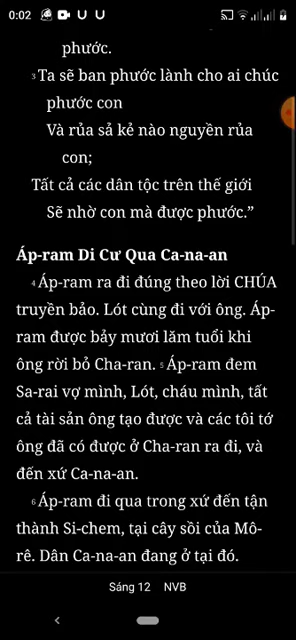 0:02
phước.
3 Ta sẽ ban phước lành cho ai chúc
phước con
Và rủa sả kẻ nào nguyền rủa
con;
Tất cả các dân tộc trên thế giới
Sẽ nhờ con mà được phước.”
Áp-ram Di Cư Qua Ca-na-an
4 Áp-ram ra đi đúng theo lời CHÚA
truyền bảo. Lót cùng đi với ông. Áp-
ram được bảy mươi lăm tuổi khi
ông rời bỏ Cha-ran. 5 Áp-ram đem
Sa-rai vợ mình, Lót, cháu mình, tất
cả tài sản ông tạo được và các tôi tớ
ông đã có được ở Cha-ran ra đi, và
đến xứ Ca-na-an.
6 Áp-ram đi qua trong xứ đến tận
thành Si-chem, tại cây sồi của Mô-
rê. Dân Ca-na-an đang ở tại đó.
Sáng 12 NVB